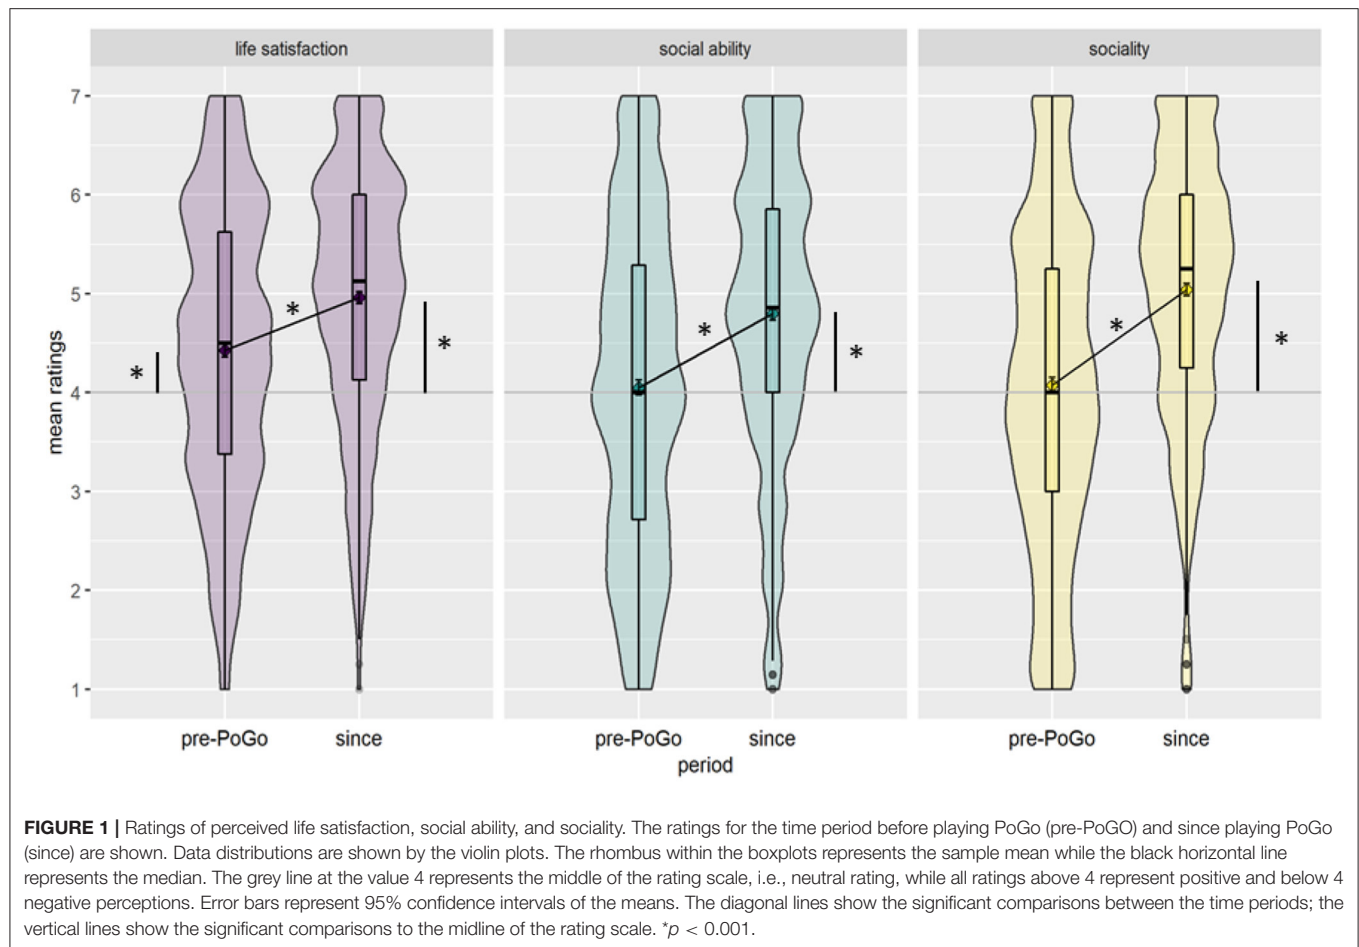 life satisfaction
social ability
sociality
7
6
5
4
3
2
1
mean ratings
*
*
*
*
*
*
*
pre-PoGo
since
pre-PoGo
since
pre-PoGo
since
period
FIGURE 1 | Ratings of perceived life satisfaction, social ability, and sociality. The ratings for the time period before playing PoGo (pre-PoGO) and since playing PoGo
(since) are shown. Data distributions are shown by the violin plots. The rhombus within the boxplots represents the sample mean while the black horizontal line
represents the median. The grey line at the value 4 represents the middle of the rating scale, i.e., neutral rating, while all ratings above 4 represent positive and below 4
negative perceptions. Error bars represent 95% confidence intervals of the means. The diagonal lines show the significant comparisons between the time periods; the
vertical lines show the significant comparisons to the midline of the rating scale. *p < 0.001.